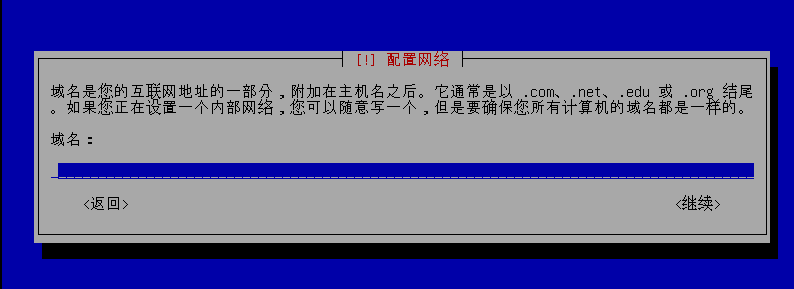 [!] 配置网络
域名是您的互联网地址的一部分，附加在主机名之后。它通常是以 .com、.net、.edu 或 .org 结尾
。如果您正在设置一个内部网络，您可以随意写一个，但是要确保您所有计算机的域名都是一样的。
域名：
<返回> <继续>